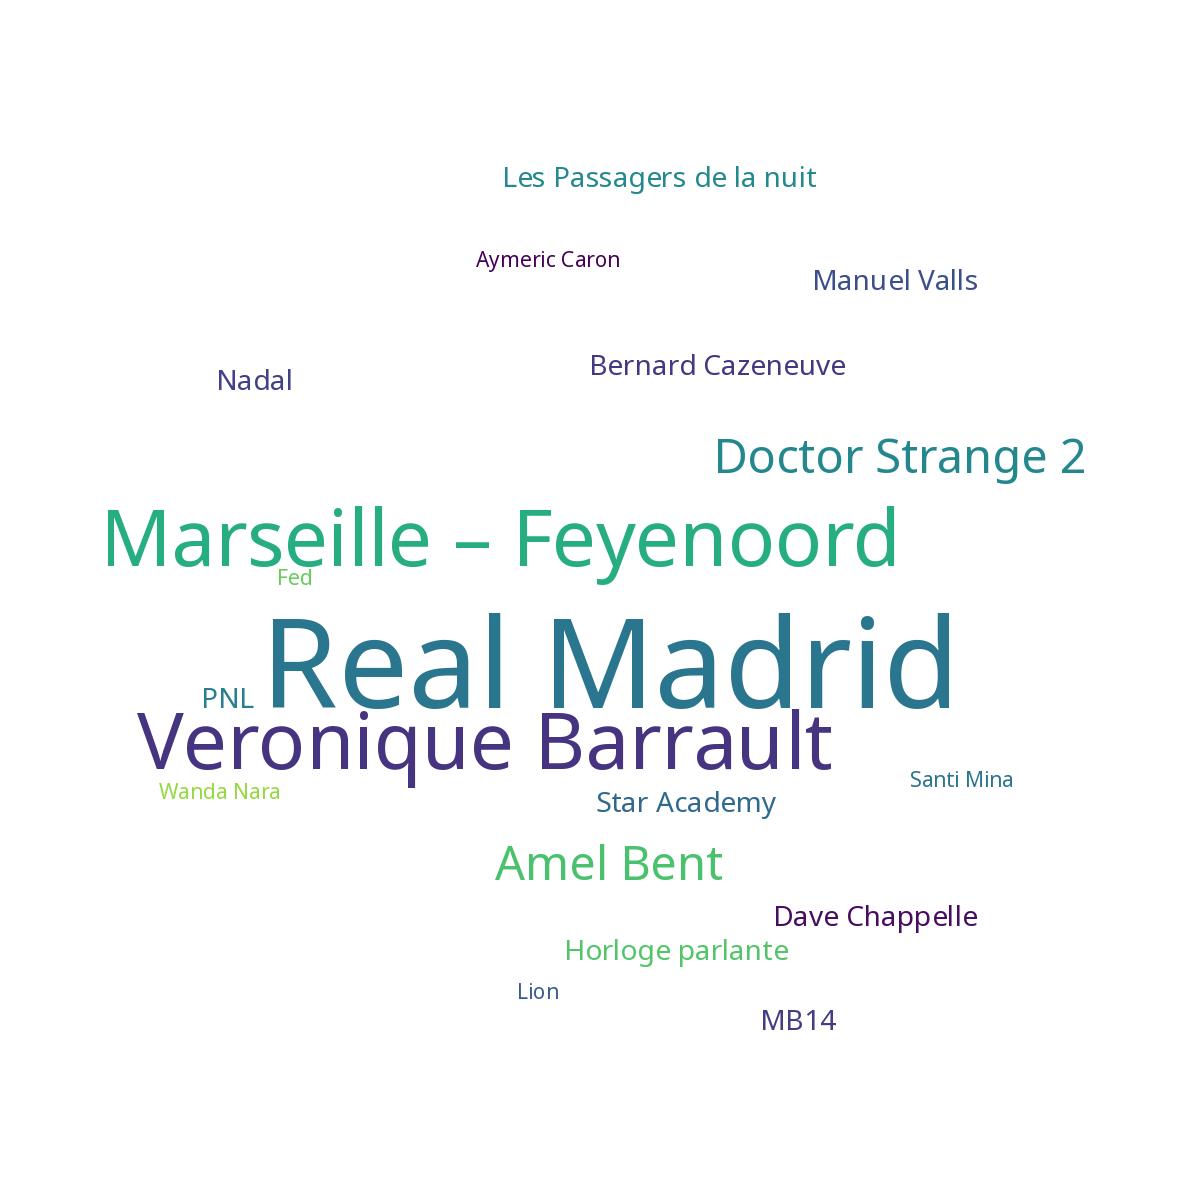 Les Passagers de la nuit
Aymeric Caron
Manuel Valls
Bernard Cazeneuve
Nadal
Doctor Strange 2
Marseille – Feyenoord
Fed
Real Madrid
PNL
Veronique Barrault
Santi Mina
Wanda Nara
Star Academy
Amel Bent
Dave Chappelle
Horloge parlante
Lion
MB14